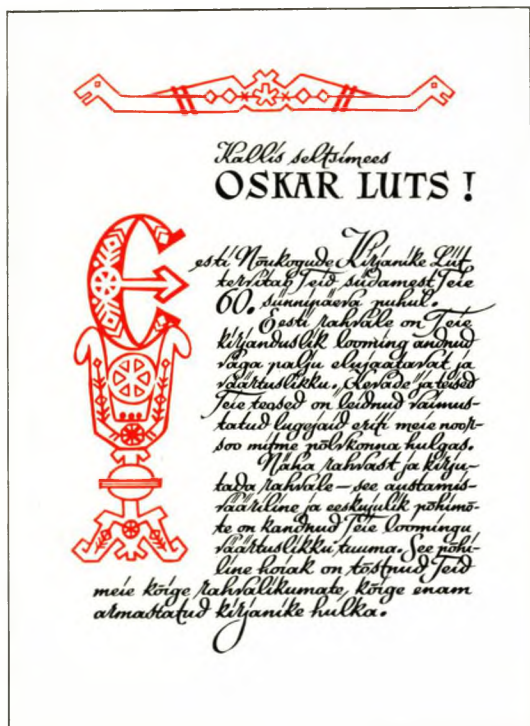 Kallis seltsimees
OSKAR LUTS !
Eesti Nõukogude Kirjanike Liit
tervitab Teid südamest Teie
60. sünnipäeva puhul.
Eesti rahvale on Teie
kirjanduslik looming andnud
väga palju elujaatavat ja
väärtuslikku. „Kevade" ja teised
Teie teosed on leidnud vaimus-
tatud lugejaid eriti meie noor-
soo mitme põlvkonna hulgas.
Näha rahvast ja kirju-
tada rahvale – see austamis-
vääriline ja eeskujulik põhimõ-
te on kandnud Teie loomingu
väärtuslikku tuuma. See põhi-
line hoiak on tõstnud Teid
meie kõige rahvalikumate, kõige enam
armastatud kirjanike hulka.